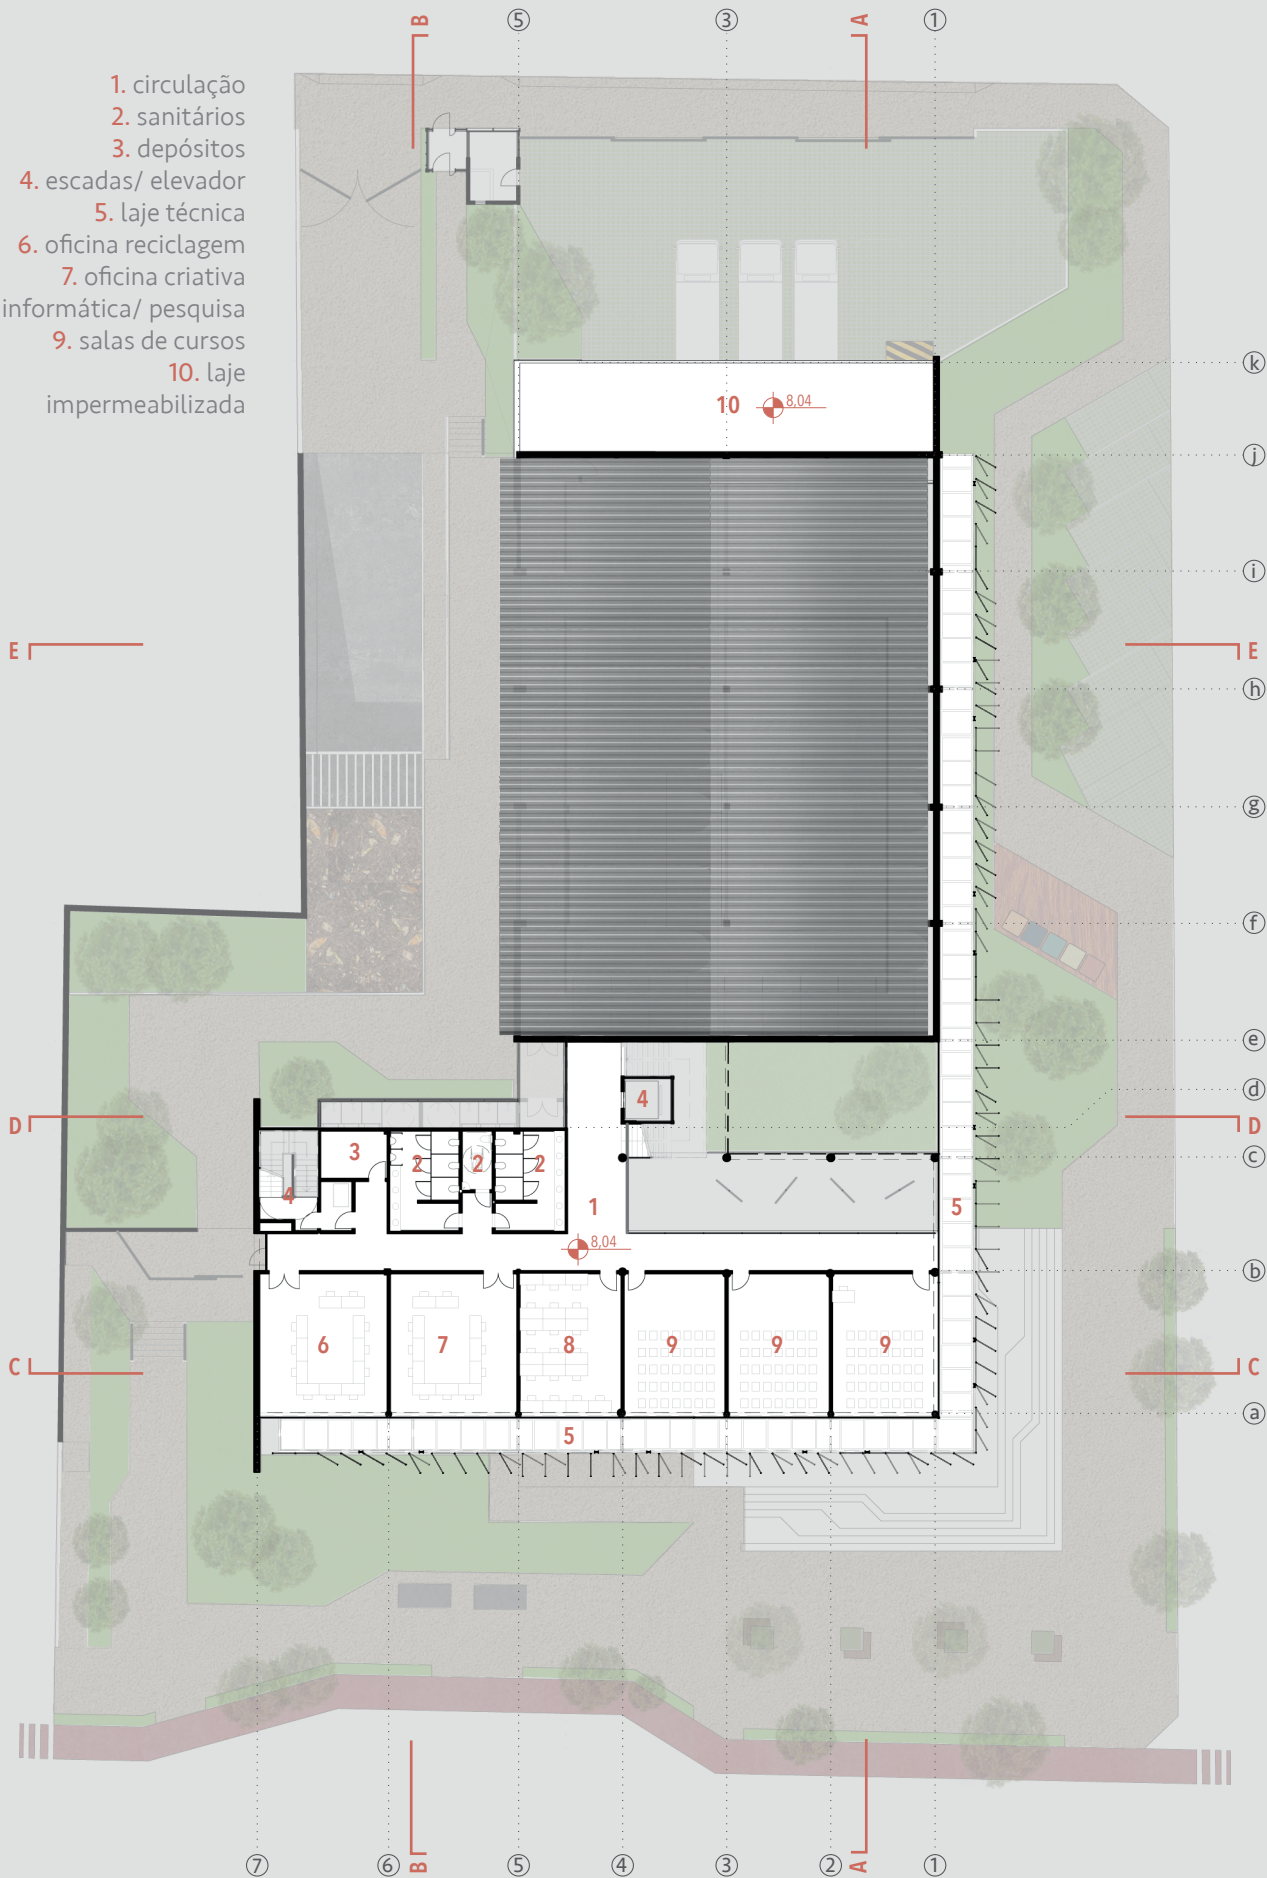 B
5
3
A
1
1. circulação
2. sanitários
3. depósitos
4. escadas/ elevador
5. laje técnica
6. oficina reciclagem
7. oficina criativa
informática/ pesquisa
9. salas de cursos
10. laje
impermeabilizada
k
10 8,04
j
i
E E
h
g
f
e
d
4
D D
3 2 2 2
c
4 1 5
8,04
b
6 7 8 9 9 9
C C
a
5
7 6 B 5 4 3 2 A 1